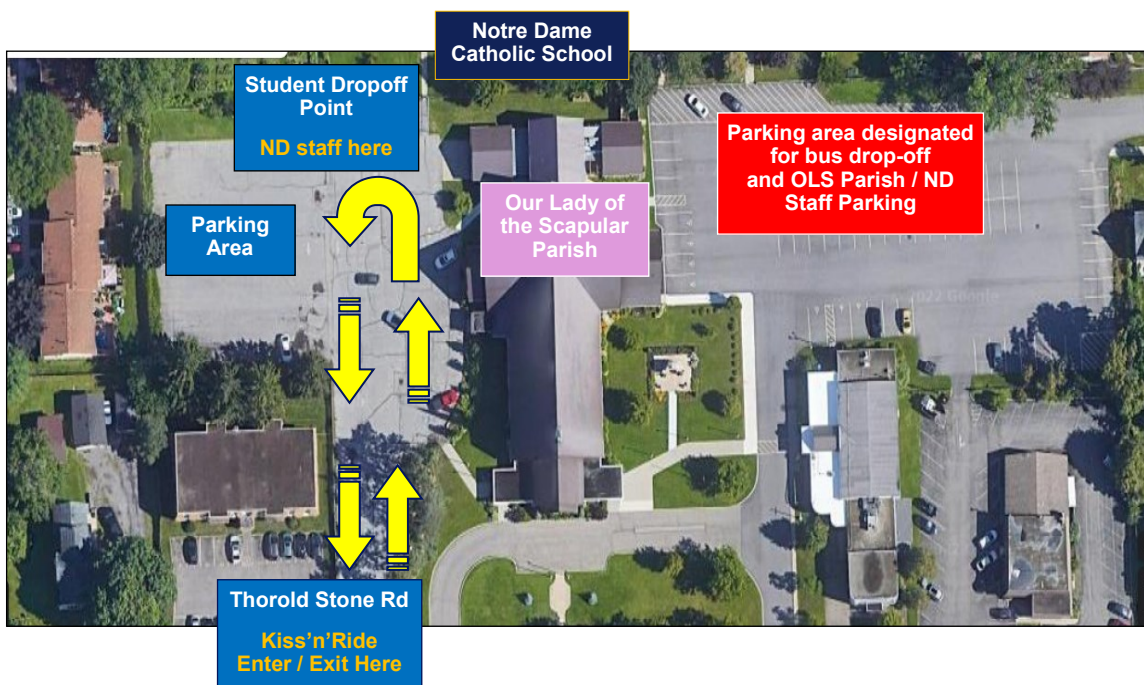 Notre Dame
Catholic School
Student Dropoff
Point
ND staff here
Parking area designated
for bus drop-off
and OLS Parish / ND
Staff Parking
Our Lady of
the Scapular
Parish
Parking
Area
2022 Google
Thorold Stone Rd
Kiss’n’Ride
Enter / Exit Here